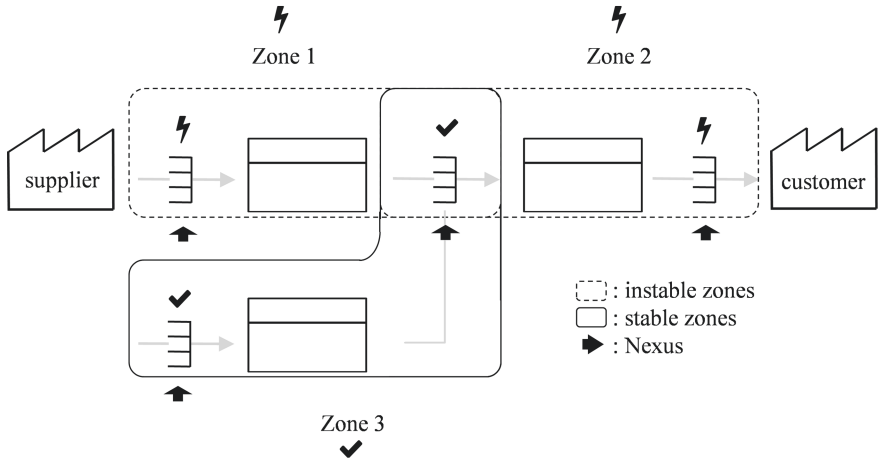 Zone 1
Zone 2
supplier
customer
: instable zones
: stable zones
: Nexus
Zone 3